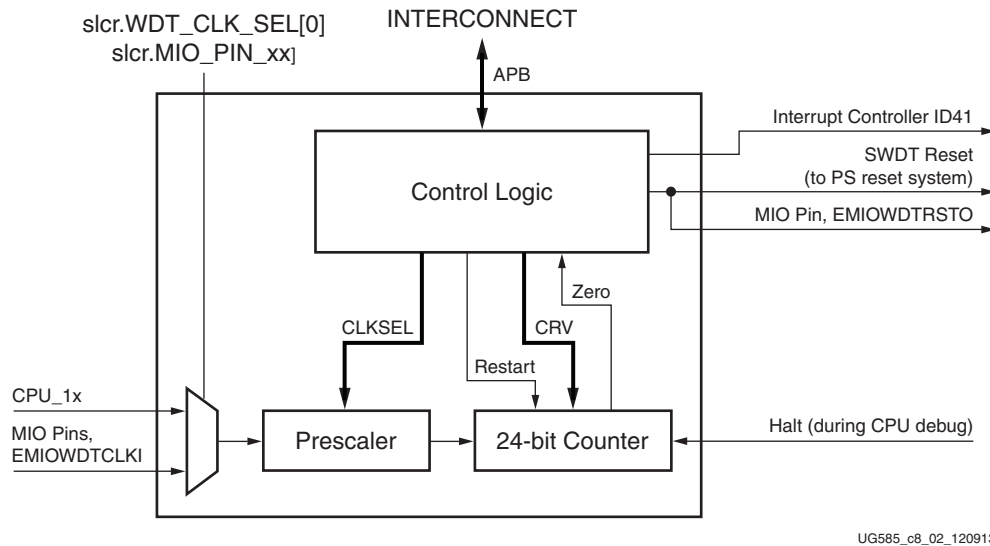 slcr.WDT_CLK_SEL[0]
slcr.MIO_PIN_xx]
INTERCONNECT
APB
Interrupt Controller ID41
SWDT Reset
(to PS reset system)
MIO Pin, EMIOWDTRSTO
Control Logic
Zero
CLKSEL
CRV
Restart
CPU_1x
MIO Pins,
EMIOWDTCLKI
Prescaler
24-bit Counter
Halt (during CPU debug)